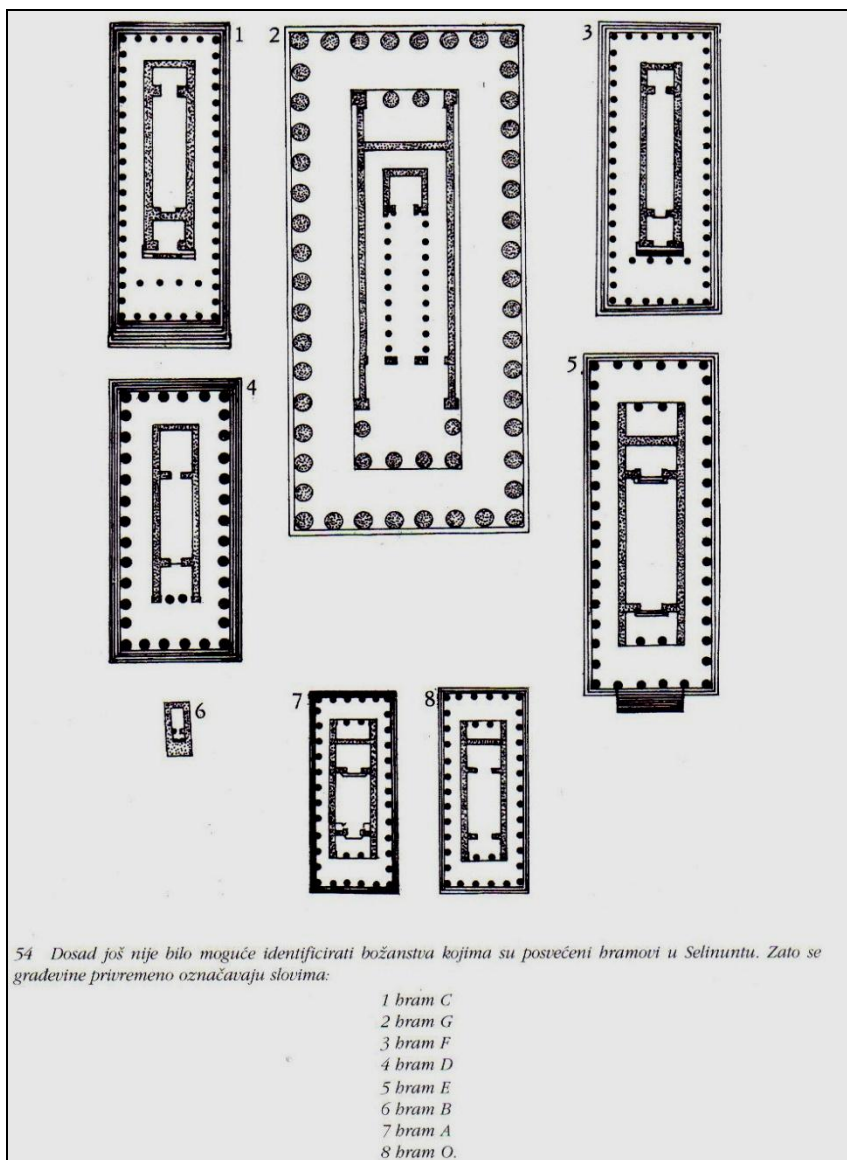 1
2
3
4
5
6
7
8
54 Dosad još nije bilo moguće identificirati božanstva kojima su posvećeni hramovi u Selinuntu. Zato se
građevine privremeno označavaju slovima:
1 hram C
2 hram G
3 hram F
4 hram D
5 hram E
6 hram B
7 hram A
8 hram O.